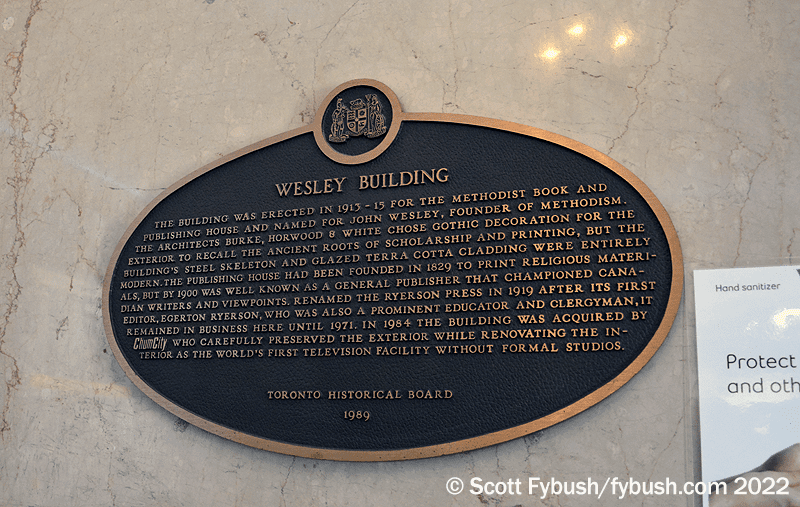 WESLEY BUILDING
THE BUILDING WAS ERECTED IN 1913-15 FOR THE METHODIST BOOK AND
PUBLISHING HOUSE AND NAMED FOR JOHN WESLEY, FOUNDER OF METHODISM.
THE ARCHITECTS BURKE, HORWOOD & WHITE CHOSE GOTHIC DECORATION FOR THE
EXTERIOR TO RECALL THE ANCIENT ROOTS OF SCHOLARSHIP AND PRINTING, BUT THE
BUILDING'S STEEL SKELETON AND GLAZED TERRA COTTA CLADDING WERE ENTIRELY
MODERN. THE PUBLISHING HOUSE HAD BEEN FOUNDED IN 1829 TO PRINT RELIGIOUS MATERI-
ALS, BUT BY 1900 WAS WELL KNOWN AS A GENERAL PUBLISHER THAT CHAMPIONED CANA-
DIAN WRITERS AND VIEWPOINTS. RENAMED THE RYERSON PRESS IN 1919 AFTER ITS FIRST
EDITOR, EGERTON RYERSON, WHO WAS ALSO A PROMINENT EDUCATOR AND CLERGYMAN, IT
REMAINED IN BUSINESS HERE UNTIL 1971. IN 1984 THE BUILDING WAS ACQUIRED BY
ChumCity WHO CAREFULLY PRESERVED THE EXTERIOR WHILE RENOVATING THE IN-
TERIOR AS THE WORLD'S FIRST TELEVISION FACILITY WITHOUT FORMAL STUDIOS.
TORONTO HISTORICAL BOARD
1989
Hand sanitizer
Protect
and oth
© Scott Fybush/fybush.com 2022